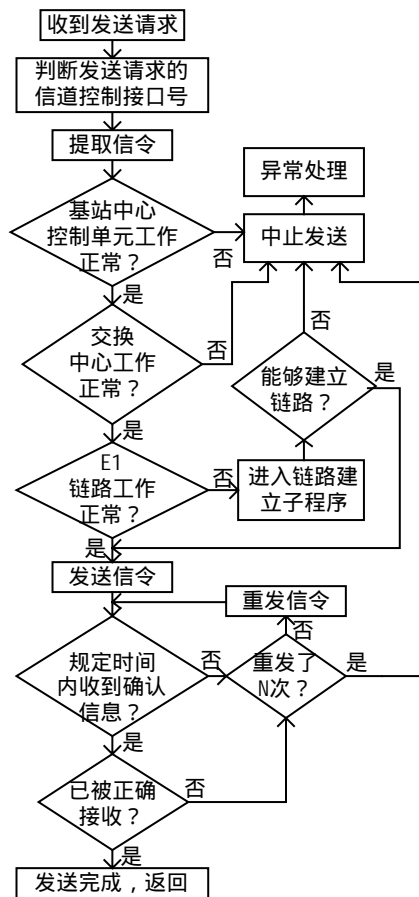 收到发送请求
判断发送请求的
信道控制接口号
提取信令
异常处理
基站中心
控制单元工作
正常？
中止发送
否
是
交换
中心工作
正常？
否
否
能够建立
链路？
是
是
E1
链路工作
正常？
否
进入链路建
立子程序
是
发送信令
重发信令
否
规定时间
内收到确认
信息？
否
重发了
N次？
是
是
已被正确
接收？
否
是
发送完成，返回